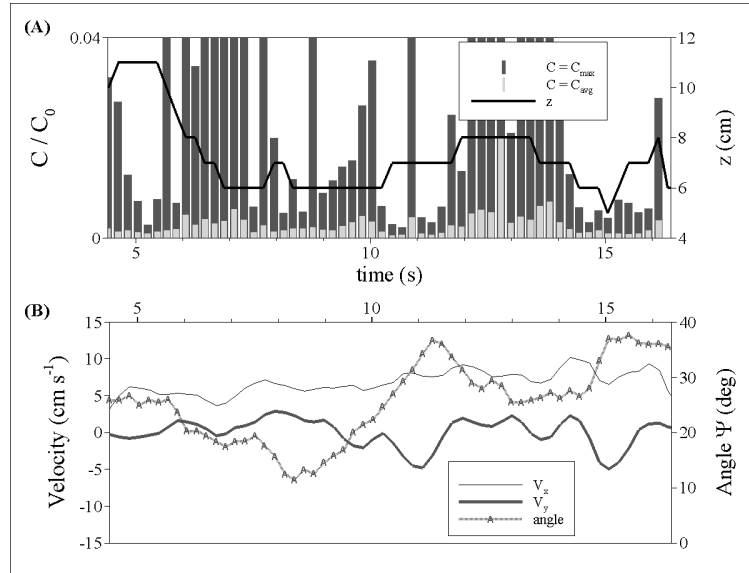 (A)
0.04
12
C = Cmax
C = Cavg
z
10
C / C0
8
z (cm)
6
0
4
5
10
15
time (s)
(B)
5
10
15
15
40
10
5
30
0
20
-5
10
-10
-15
0
Velocity (cm s-1)
Angle Ψ (deg)
Vx
Vy
A angle